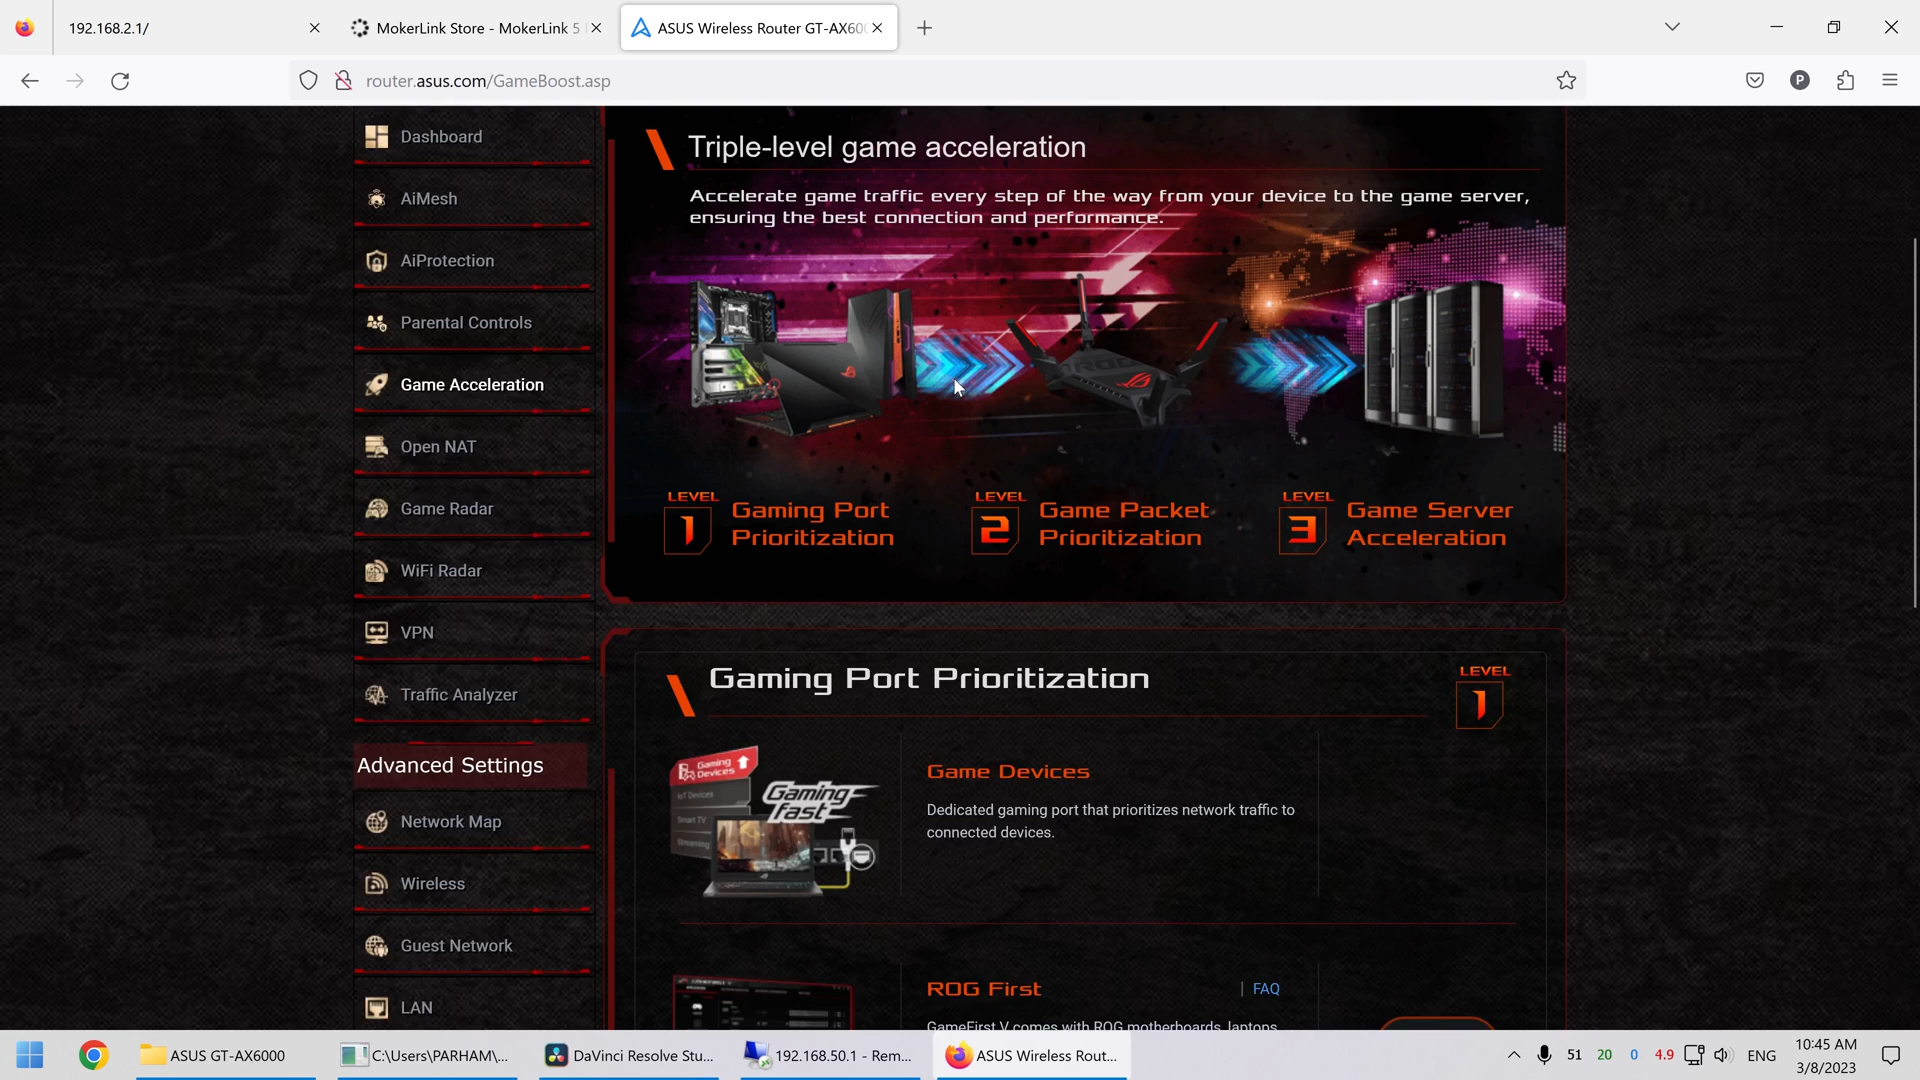 192.168.2.1/
MokerLink Store - MokerLink 5
ASUS Wireless Router GT-AX60
router.asus.com/GameBoost.asp
P
Dashboard
AiMesh
AiProtection
Parental Controls
Game Acceleration
Open NAT
Game Radar
WiFi Radar
VPN
Traffic Analyzer
Advanced Settings
Network Map
Wireless
Guest Network
LAN
Triple-level game acceleration
Accelerate game traffic every step of the way from your device to the game server,
ensuring the best connection and performance.
LEVEL
1
Gaming Port
Prioritization
LEVEL
2
Game Packet
Prioritization
LEVEL
3
Game Server
Acceleration
Gaming Port Prioritization
LEVEL
1
Gaming
Devices
IoT Devices
Smart TV
Streaming
Gaming
fast
Game Devices
Dedicated gaming port that prioritizes network traffic to
connected devices.
ROG First
| FAQ
GameFirst V comes with ROG motherboards, laptops
ASUS GT-AX6000
C:\Users\PARHAM\...
DaVinci Resolve Stu...
192.168.50.1 - Rem...
ASUS Wireless Rout...
51
20
0
4.9
ENG
10:45 AM
3/8/2023